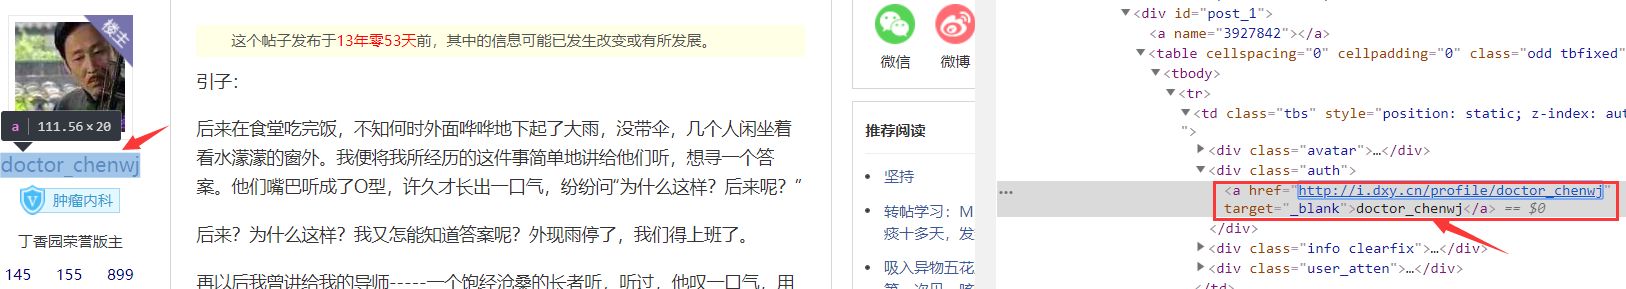 楼主
a 111.56×20
doctor_chenwj
肿瘤内科
丁香园荣誉版主
145 155 899
这个帖子发布于13年零53天前，其中的信息可能已发生改变或有所发展。
引子：
后来在食堂吃完饭，不知何时外面哗哗地下起了大雨，没带伞，几个人闲坐着
看水濛濛的窗外。我便将我所经历的这件事简单地讲给他们听，想寻一个答
案。他们嘴巴听成了O型，许久才长出一口气，纷纷问“为什么这样？后来呢？”
后来？为什么这样？我又怎能知道答案呢？外现雨停了，我们得上班了。
再以后我曾讲给我的导师-----一个饱经沧桑的长者听，听过，他叹一口气，用
微信 微博
推荐阅读
坚持
转帖学习：M
痰十多天，发
吸入异物五花
<div id="post_1">
<a name="3927842"></a>
<table cellspacing="0" cellpadding="0" class="odd tbfixed"
<tbody>
<tr>
<td class="tbs" style="position: static; z-index: aut
">
<div class="avatar">…</div>
<div class="auth">
<a href="http://i.dxy.cn/profile/doctor_chenwj"
target="_blank">doctor_chenwj</a> == $0
</div>
<div class="info clearfix">…</div>
<div class="user_atten">…</div>
</td>